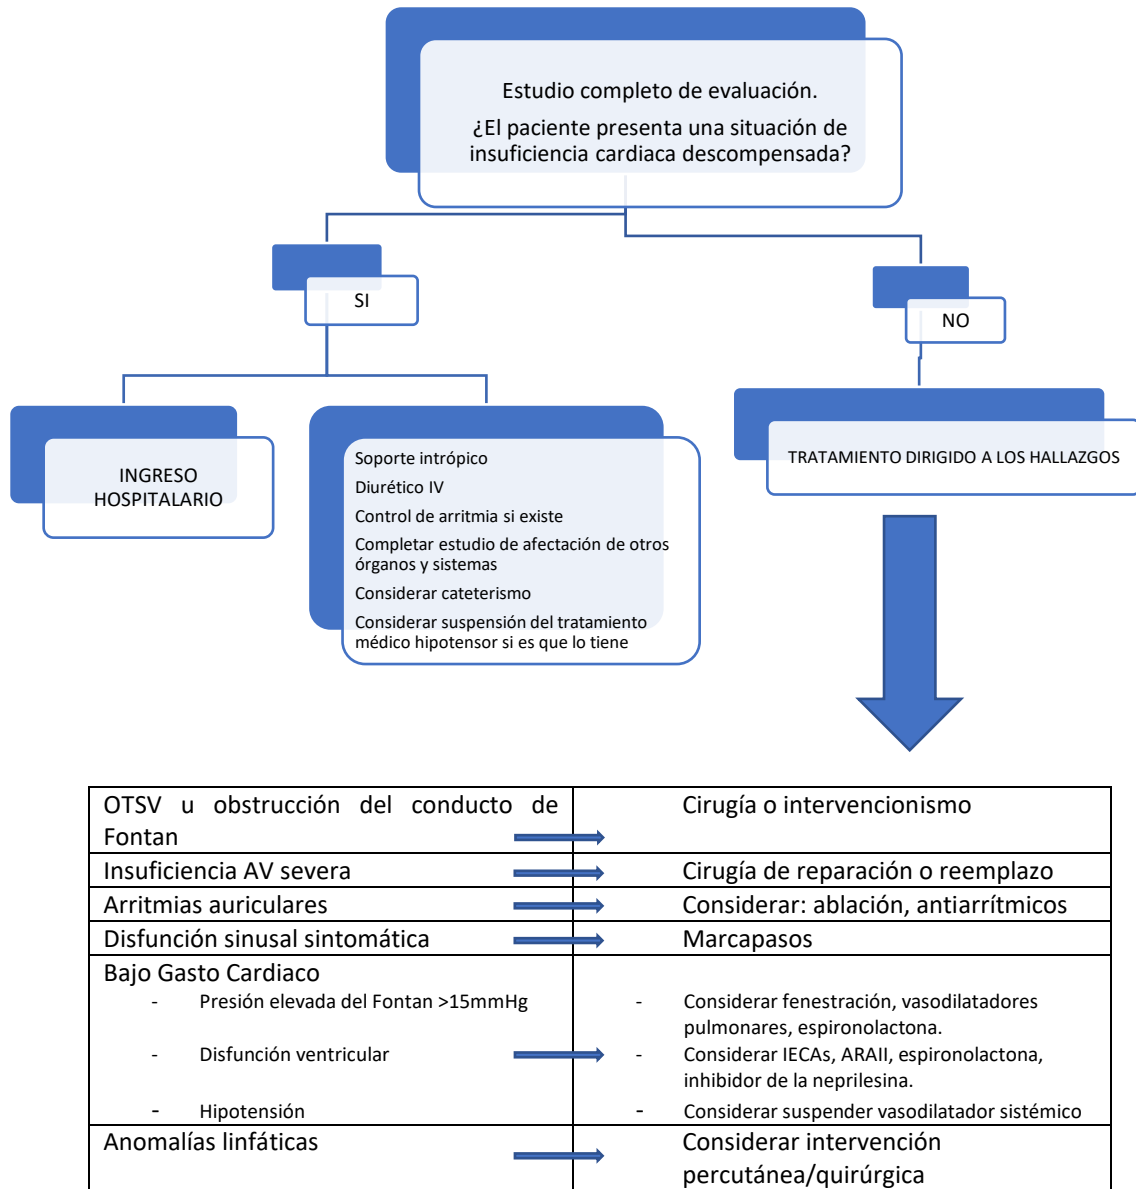 Estudio completo de evaluación.
¿El paciente presenta una situación de
insuficiencia cardiaca descompensada?
SI
NO
INGRESO
HOSPITALARIO
Soporte intrópico
Diurético IV
Control de arritmia si existe
Completar estudio de afectación de otros
órganos y sistemas
Considerar cateterismo
Considerar suspensión del tratamiento
médico hipotensor si es que lo tiene
TRATAMIENTO DIRIGIDO A LOS HALLAZGOS
OTSV u obstrucción del conducto de
Fontan
Cirugía o intervencionismo
Insuficiencia AV severa
Cirugía de reparación o reemplazo
Arritmias auriculares
Considerar: ablación, antiarrítmicos
Disfunción sinusal sintomática
Marcapasos
Bajo Gasto Cardiaco
- Presión elevada del Fontan >15mmHg
- Considerar fenestración, vasodilatadores
pulmonares, espironolactona.
- Disfunción ventricular
- Considerar IECAs, ARAII, espironolactona,
inhibidor de la neprilesina.
- Hipotensión
- Considerar suspender vasodilatador sistémico
Anomalías linfáticas
Considerar intervención
percutánea/quirúrgica